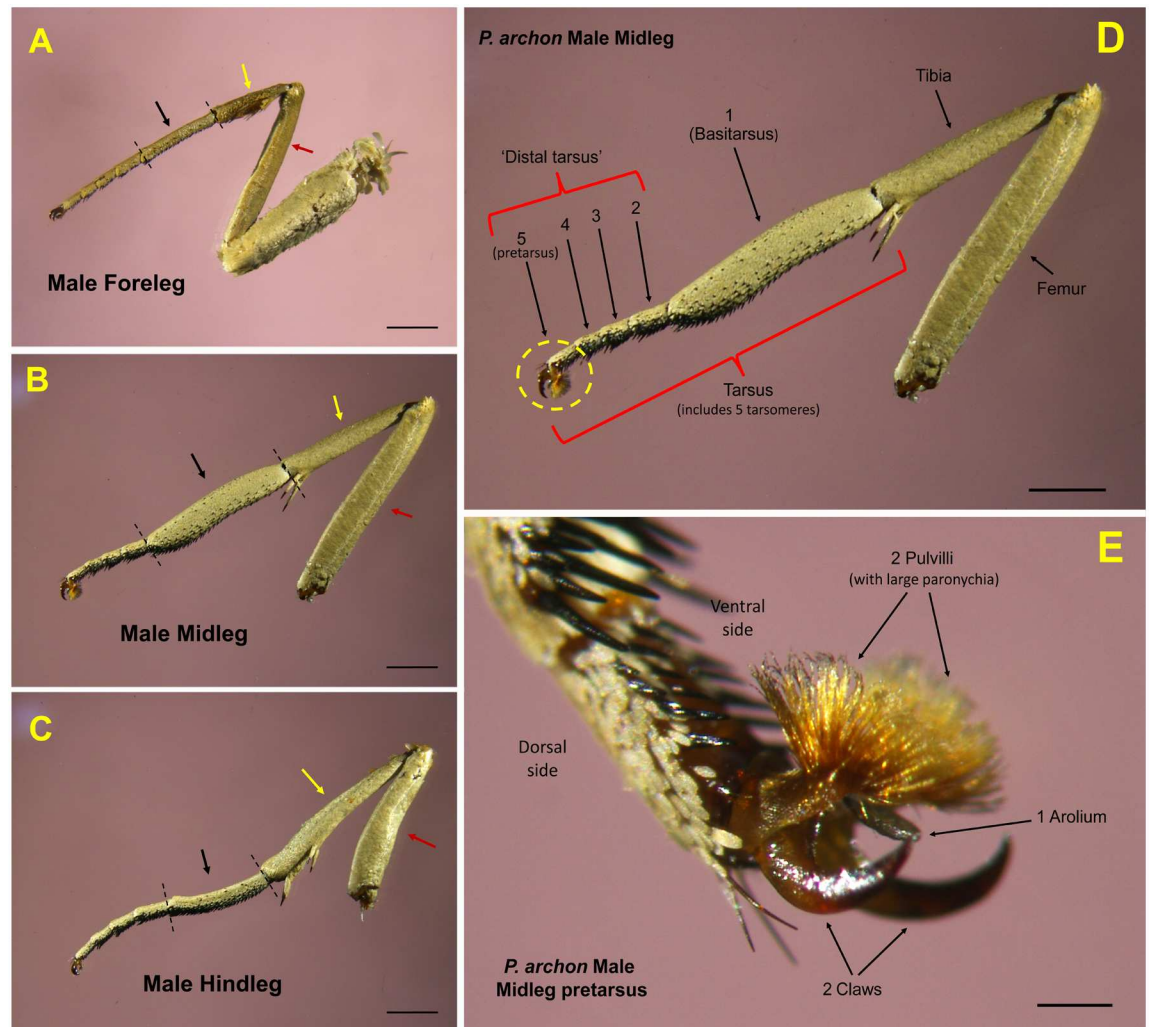 A
Male Foreleg
B
Male Midleg
C
Male Hindleg
P. archon Male Midleg
D
Tibia
1
(Basitarsus)
‘Distal tarsus’
2
3
4
5
(pretarsus)
Femur
Tarsus
(includes 5 tarsomeres)
E
2 Pulvilli
(with large paronychia)
Ventral
side
Dorsal
side
1 Arolium
P. archon Male
Midleg pretarsus
2 Claws